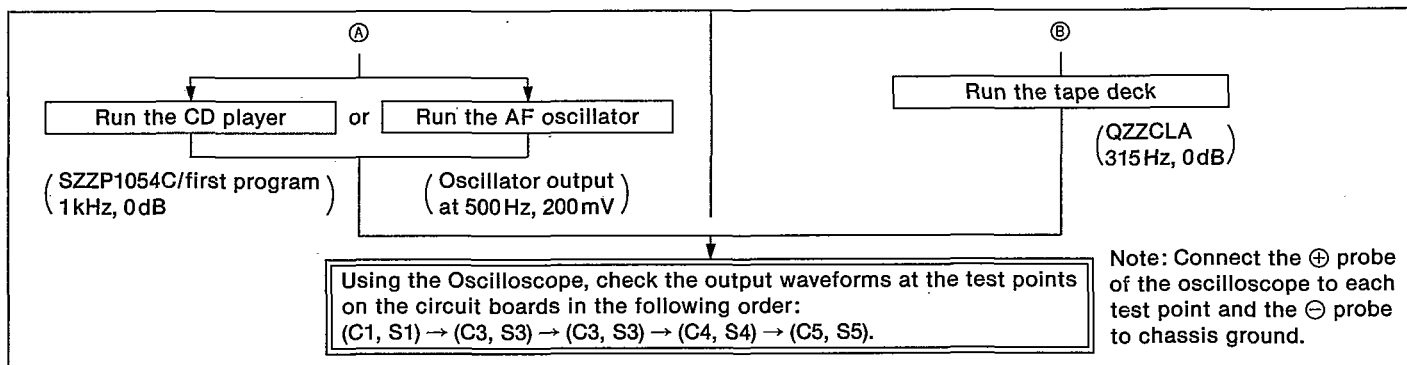 Ⓐ
Ⓑ
Run the CD player or Run the AF oscillator
Run the tape deck
(SZZP1054C/first program
1kHz, 0dB)
(Oscillator output
at 500Hz, 200mV)
(QZZCLA
315Hz, 0dB)
Using the Oscilloscope, check the output waveforms at the test points
on the circuit boards in the following order:
(C1, S1) → (C3, S3) → (C3, S3) → (C4, S4) → (C5, S5).
Note: Connect the ⊕ probe
of the oscilloscope to each
test point and the ⊖ probe
to chassis ground.